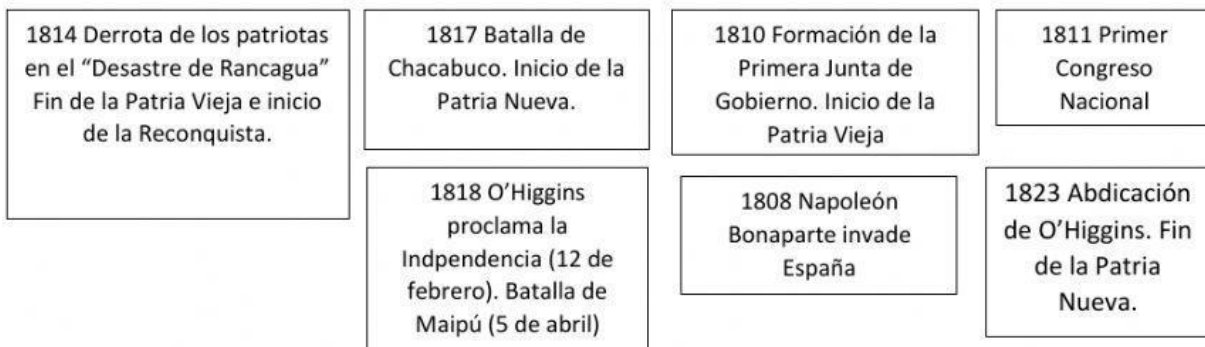 1814 Derrota de los patriotas
en el “Desastre de Rancagua”
Fin de la Patria Vieja e inicio
de la Reconquista.
1817 Batalla de
Chacabuco. Inicio de la
Patria Nueva.
1810 Formación de la
Primera Junta de
Gobierno. Inicio de la
Patria Vieja
1811 Primer
Congreso
Nacional
1818 O’Higgins
proclama la
Indpendencia (12 de
febrero). Batalla de
Maipú (5 de abril)
1808 Napoleón
Bonaparte invade
España
1823 Abdicación
de O’Higgins. Fin
de la Patria
Nueva.